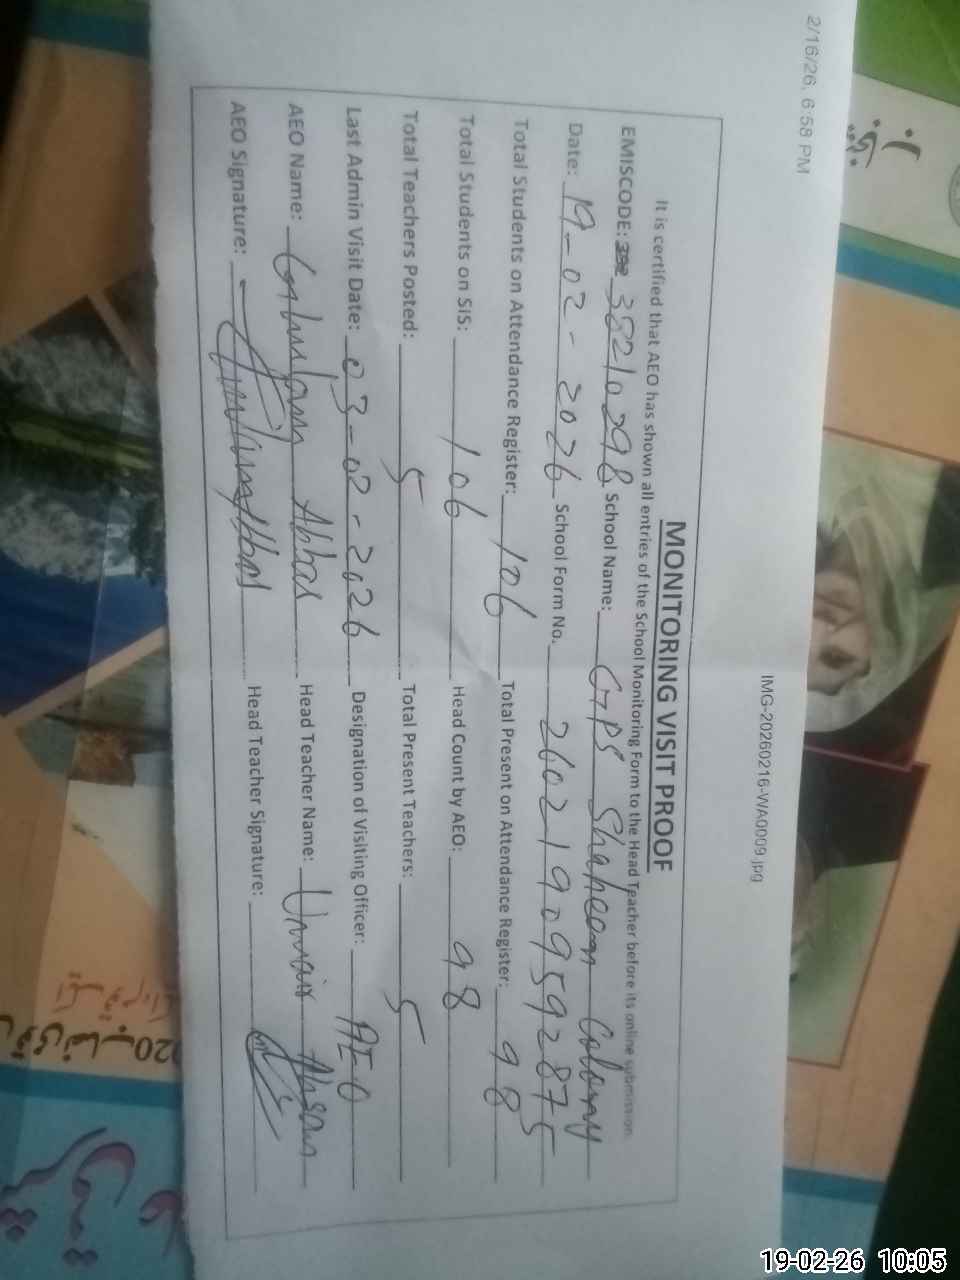 2/16/26, 6:58 PM
IMG-20260216-WA0009.jpg
MONITORING VISIT PROOF
It is certified that AEO has shown all entries of the School Monitoring Form to the Head Teacher before its online submission.
EMISCODE: 38210298 School Name: GPS Shaheen Colony
Date: 19-02-2026 School Form No. 26021909592875
Total Students on Attendance Register: 106 Total Present on Attendance Register: 98
Total Students on SIS: 106 Head Count by AEO: 98
Total Teachers Posted: 5 Total Present Teachers: 5
Last Admin Visit Date: 03-02-2026 Designation of Visiting Officer: AEO
AEO Name: Ghulam Abbas Head Teacher Name: Umair Ahsan
AEO Signature: Head Teacher Signature:
19-02-26 10:05